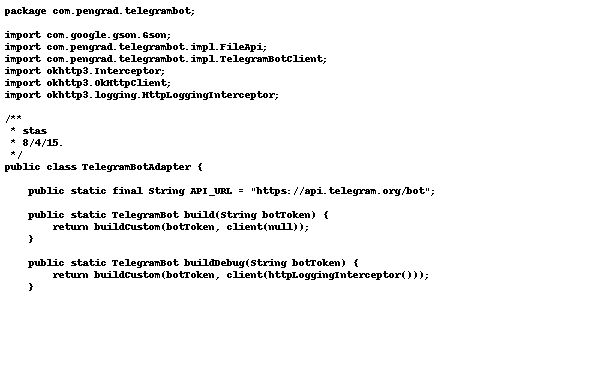 package com.pengrad.telegrambot;

import com.google.gson.Gson;
import com.pengrad.telegrambot.impl.FileApi;
import com.pengrad.telegrambot.impl.TelegramBotClient;
import okhttp3.Interceptor;
import okhttp3.OkHttpClient;
import okhttp3.logging.HttpLoggingInterceptor;

/**
 * stas
 * 8/4/15.
 */
public class TelegramBotAdapter {

    public static final String API_URL = "https://api.telegram.org/bot";

    public static TelegramBot build(String botToken) {
        return buildCustom(botToken, client(null));
    }

    public static TelegramBot buildDebug(String botToken) {
        return buildCustom(botToken, client(httpLoggingInterceptor()));
    }